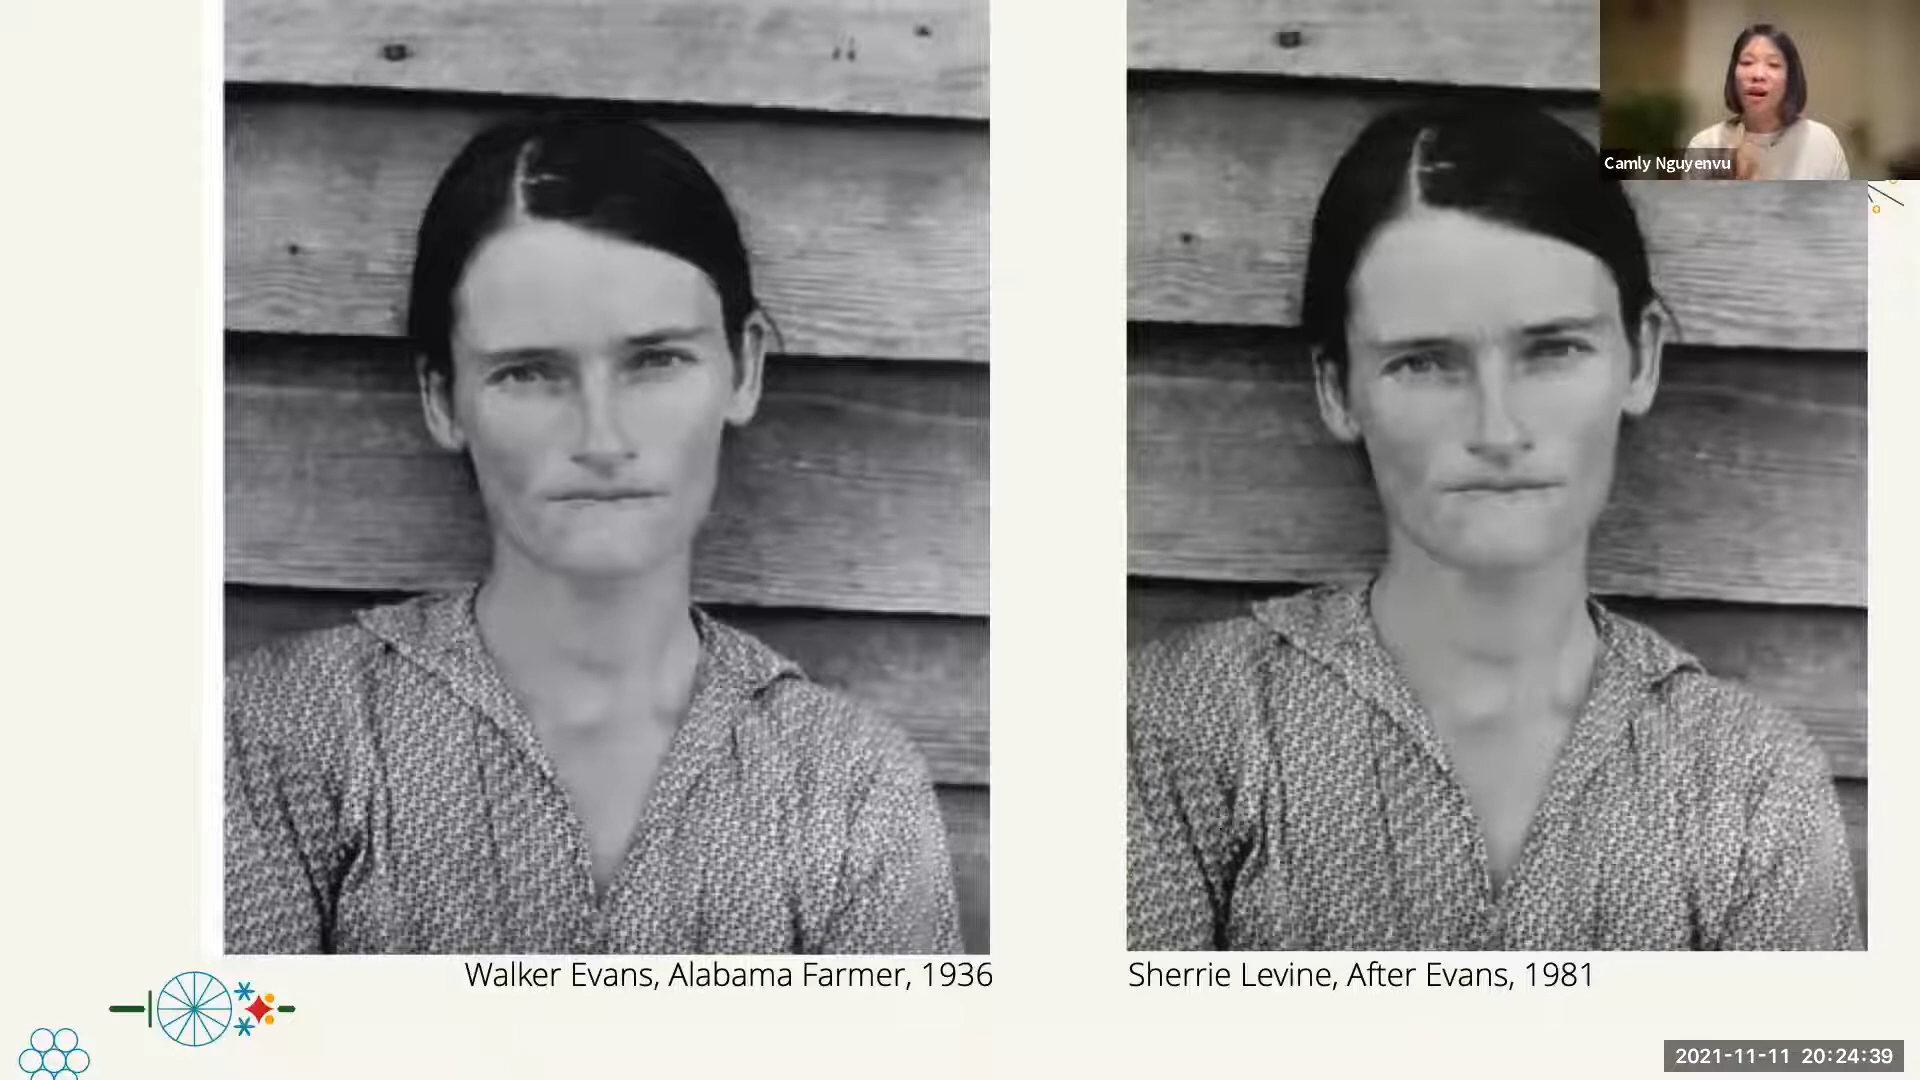 Camly Nguyenvu
Walker Evans, Alabama Farmer, 1936
Sherrie Levine, After Evans, 1981
2021-11-11 20:24:39